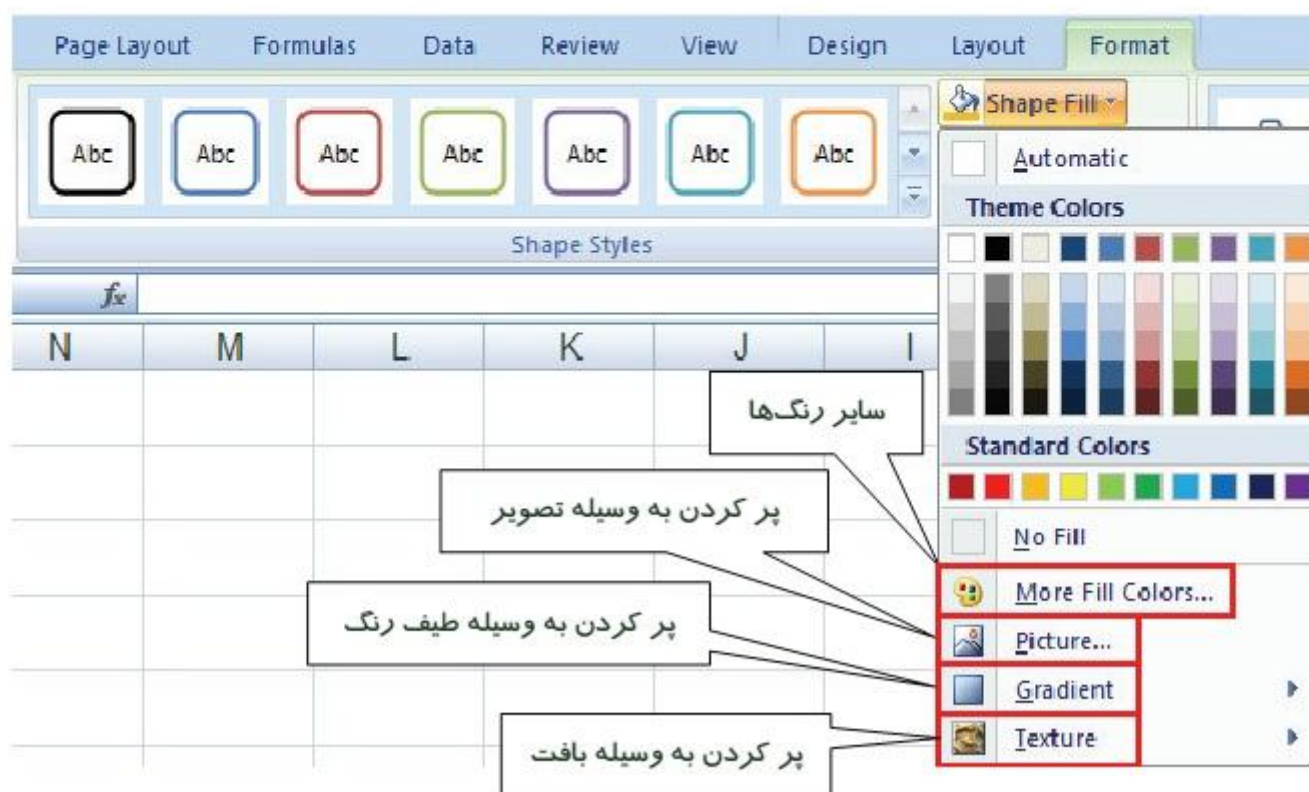 Page Layout Formulas Data Review View Design Layout Format
Abc Abc Abc Abc Abc Abc Abc
Shape Fill
Automatic
Theme Colors
Shape Styles
fx
N M L K J I
سایر رنگ‌ها
Standard Colors
پر کردن به وسیله تصویر
No Fill
More Fill Colors...
پر کردن به وسیله طیف رنگ
Picture...
Gradient
پر کردن به وسیله بافت
Texture